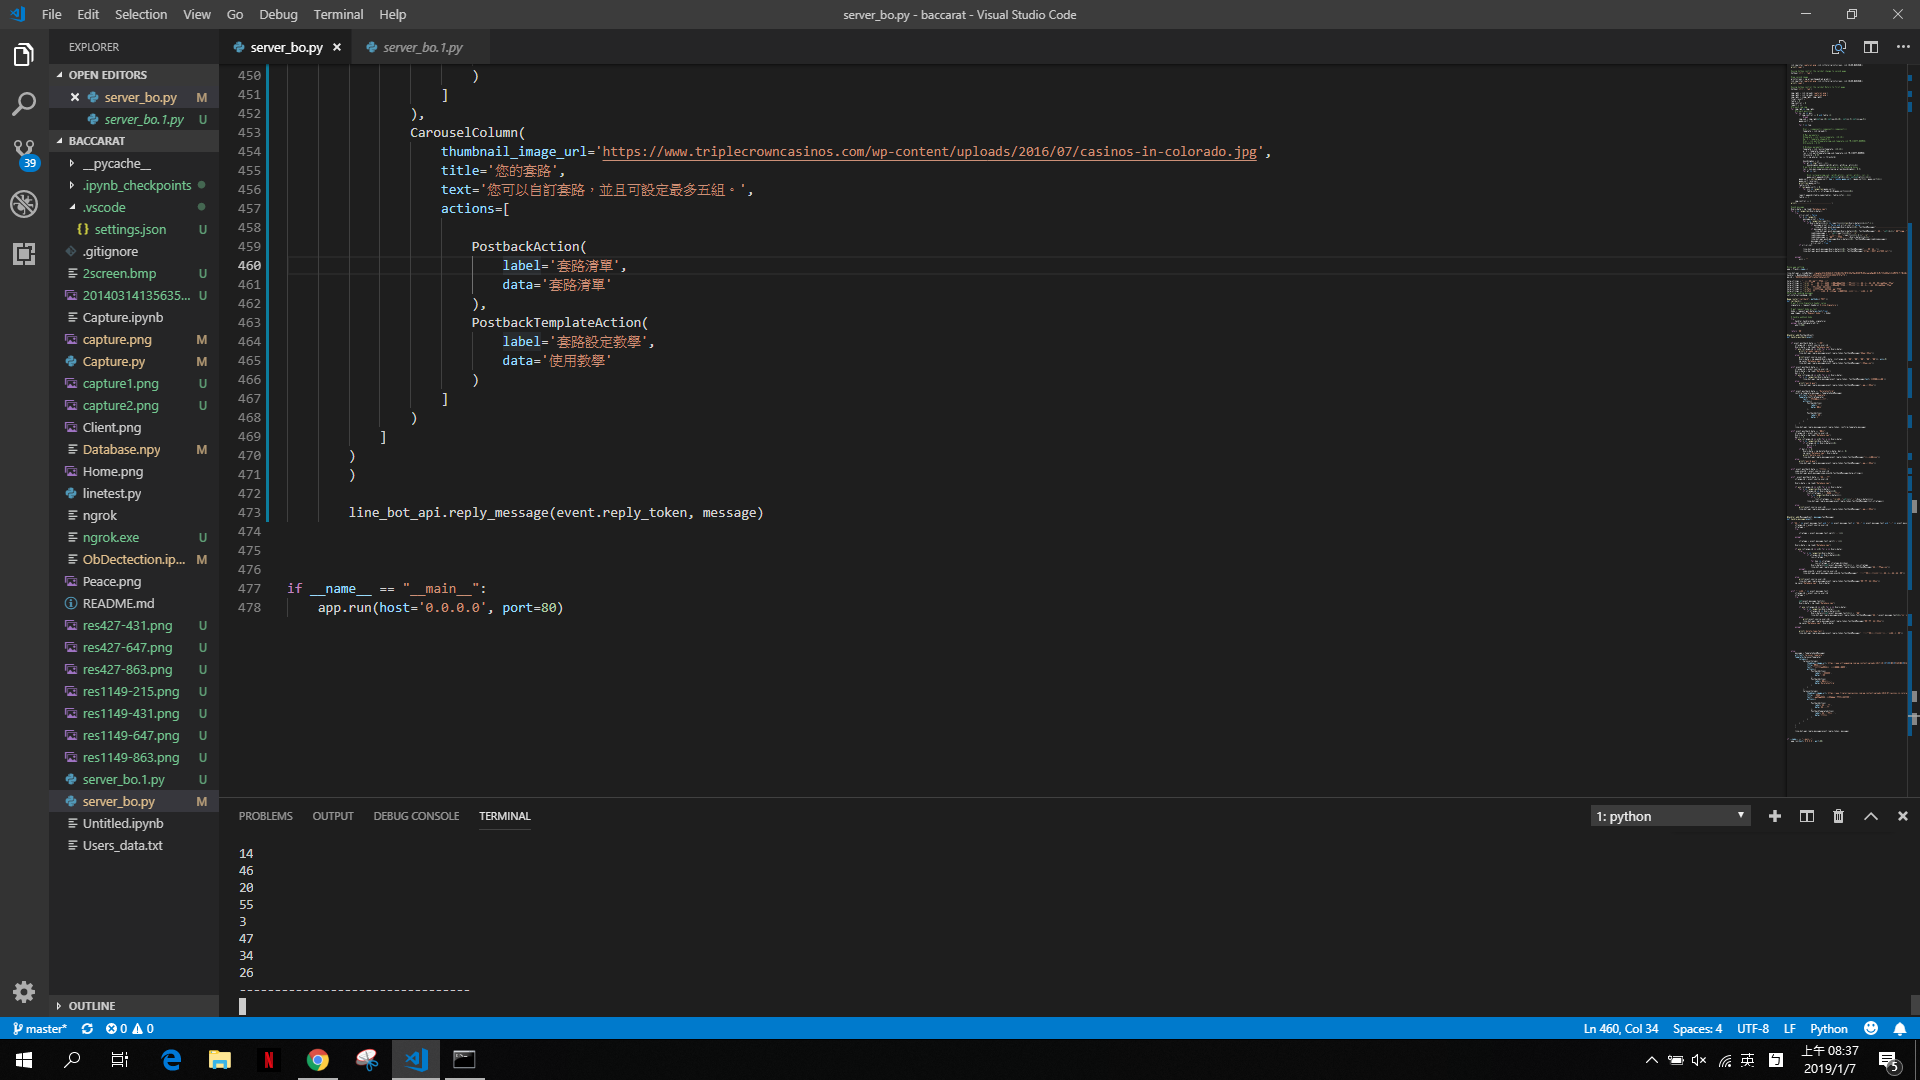 File Edit Selection View Go Debug Terminal Help
server_bo.py - baccarat - Visual Studio Code
EXPLORER
OPEN EDITORS
server_bo.py M
server_bo.1.py U
BACCARAT
__pycache__
.ipynb_checkpoints
.vscode
settings.json U
.gitignore
2screen.bmp U
20140314135635... U
Capture.ipynb
capture.png M
Capture.py M
capture1.png U
capture2.png U
Client.png
Database.npy M
Home.png
linetest.py
ngrok
ngrok.exe U
ObDectection.ip... M
Peace.png
README.md
res427-431.png U
res427-647.png U
res427-863.png U
res1149-215.png U
res1149-431.png U
res1149-647.png U
res1149-863.png U
server_bo.1.py U
server_bo.py M
Untitled.ipynb
Users_data.txt
OUTLINE
39
server_bo.py
server_bo.1.py
450 )
451 ]
452 ),
453 CarouselColumn(
454 thumbnail_image_url='https://www.triplecrowncasinos.com/wp-content/uploads/2016/07/casinos-in-colorado.jpg',
455 title='您的套路',
456 text='您可以自訂套路，並且可設定最多五組。',
457 actions=[
458
459 PostbackAction(
460 label='套路清單',
461 data='套路清單'
462 ),
463 PostbackTemplateAction(
464 label='套路設定教學',
465 data='使用教學'
466 )
467 ]
468 )
469 ]
470 )
471 )
472
473 line_bot_api.reply_message(event.reply_token, message)
474
475
476
477 if __name__ == "__main__":
478 app.run(host='0.0.0.0', port=80)
PROBLEMS OUTPUT DEBUG CONSOLE TERMINAL
1: python
14
46
20
55
3
47
34
26
---------------------------------
master* 0 0
Ln 460, Col 34 Spaces: 4 UTF-8 LF Python
英
上午 08:37
2019/1/7
5